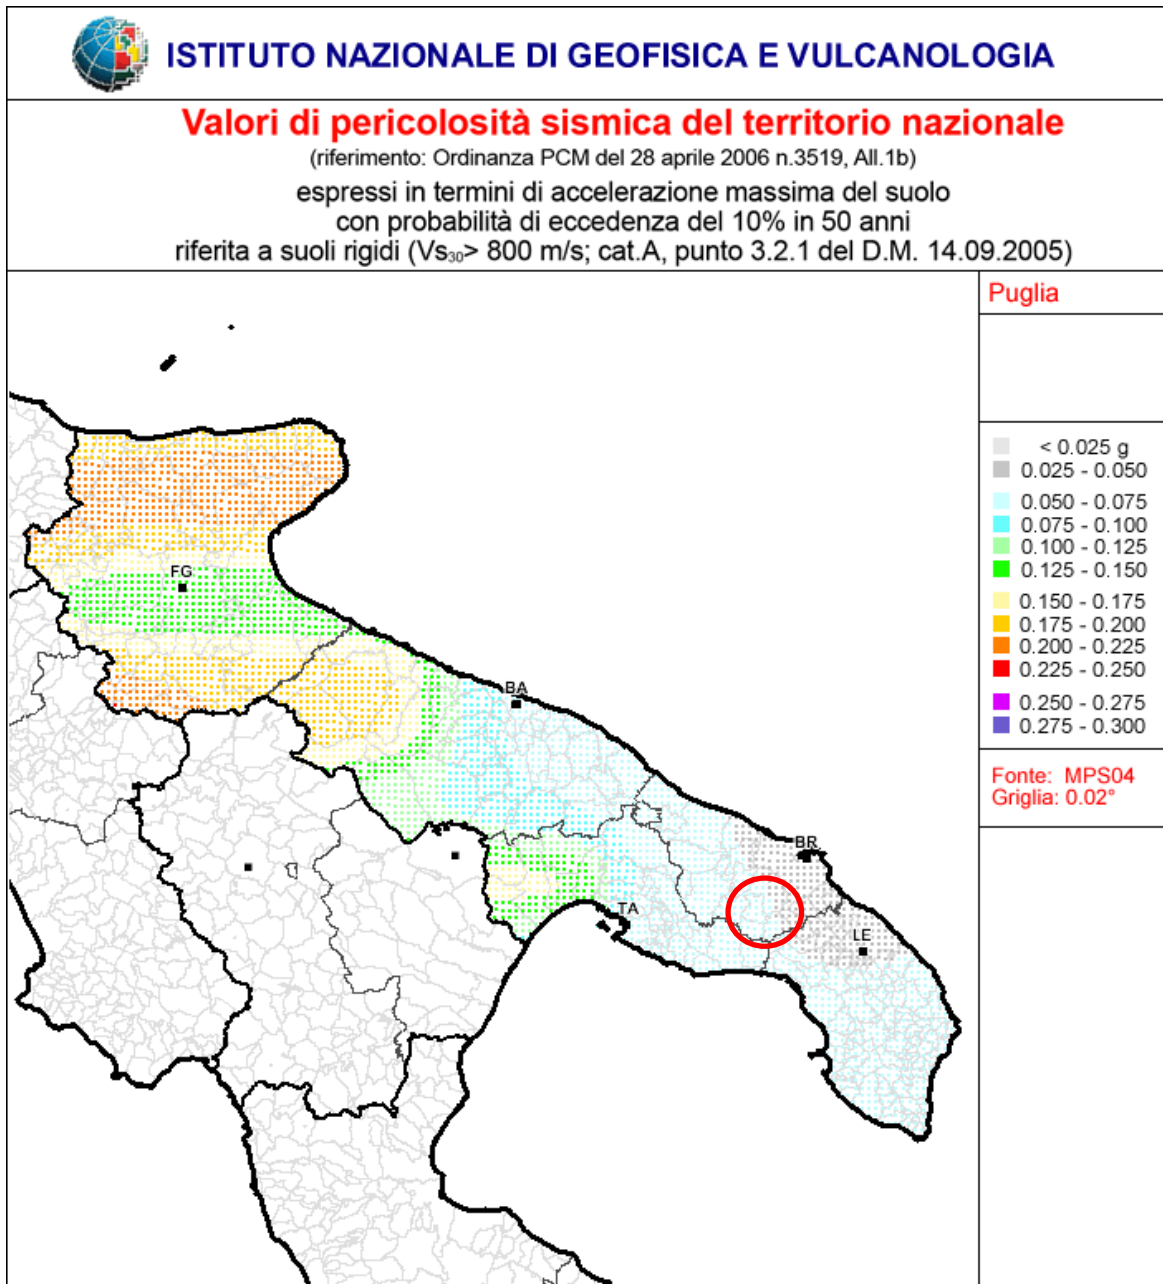 ISTITUTO NAZIONALE DI GEOFISICA E VULCANOLOGIA
Valori di pericolosità sismica del territorio nazionale
(riferimento: Ordinanza PCM del 28 aprile 2006 n.3519, All.1b)
espressi in termini di accelerazione massima del suolo
con probabilità di eccedenza del 10% in 50 anni
riferita a suoli rigidi (Vs₃₀> 800 m/s; cat.A, punto 3.2.1 del D.M. 14.09.2005)
Puglia
< 0.025 g
0.025 - 0.050
0.050 - 0.075
0.075 - 0.100
0.100 - 0.125
0.125 - 0.150
0.150 - 0.175
0.175 - 0.200
0.200 - 0.225
0.225 - 0.250
0.250 - 0.275
0.275 - 0.300
Fonte: MPS04
Griglia: 0.02°
FG
BA
BR
TA
LE